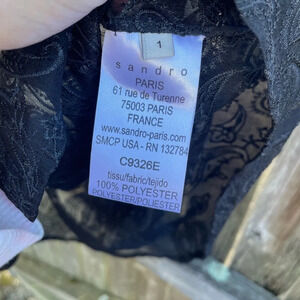 1
sandro
PARIS
61 rue de Turenne
75003 PARIS
FRANCE
www.sandro-paris.com
SMCP USA - RN 132784
C9326E
tissu/fabric/tejido
100% POLYESTER
POLYESTER/POLIESTER